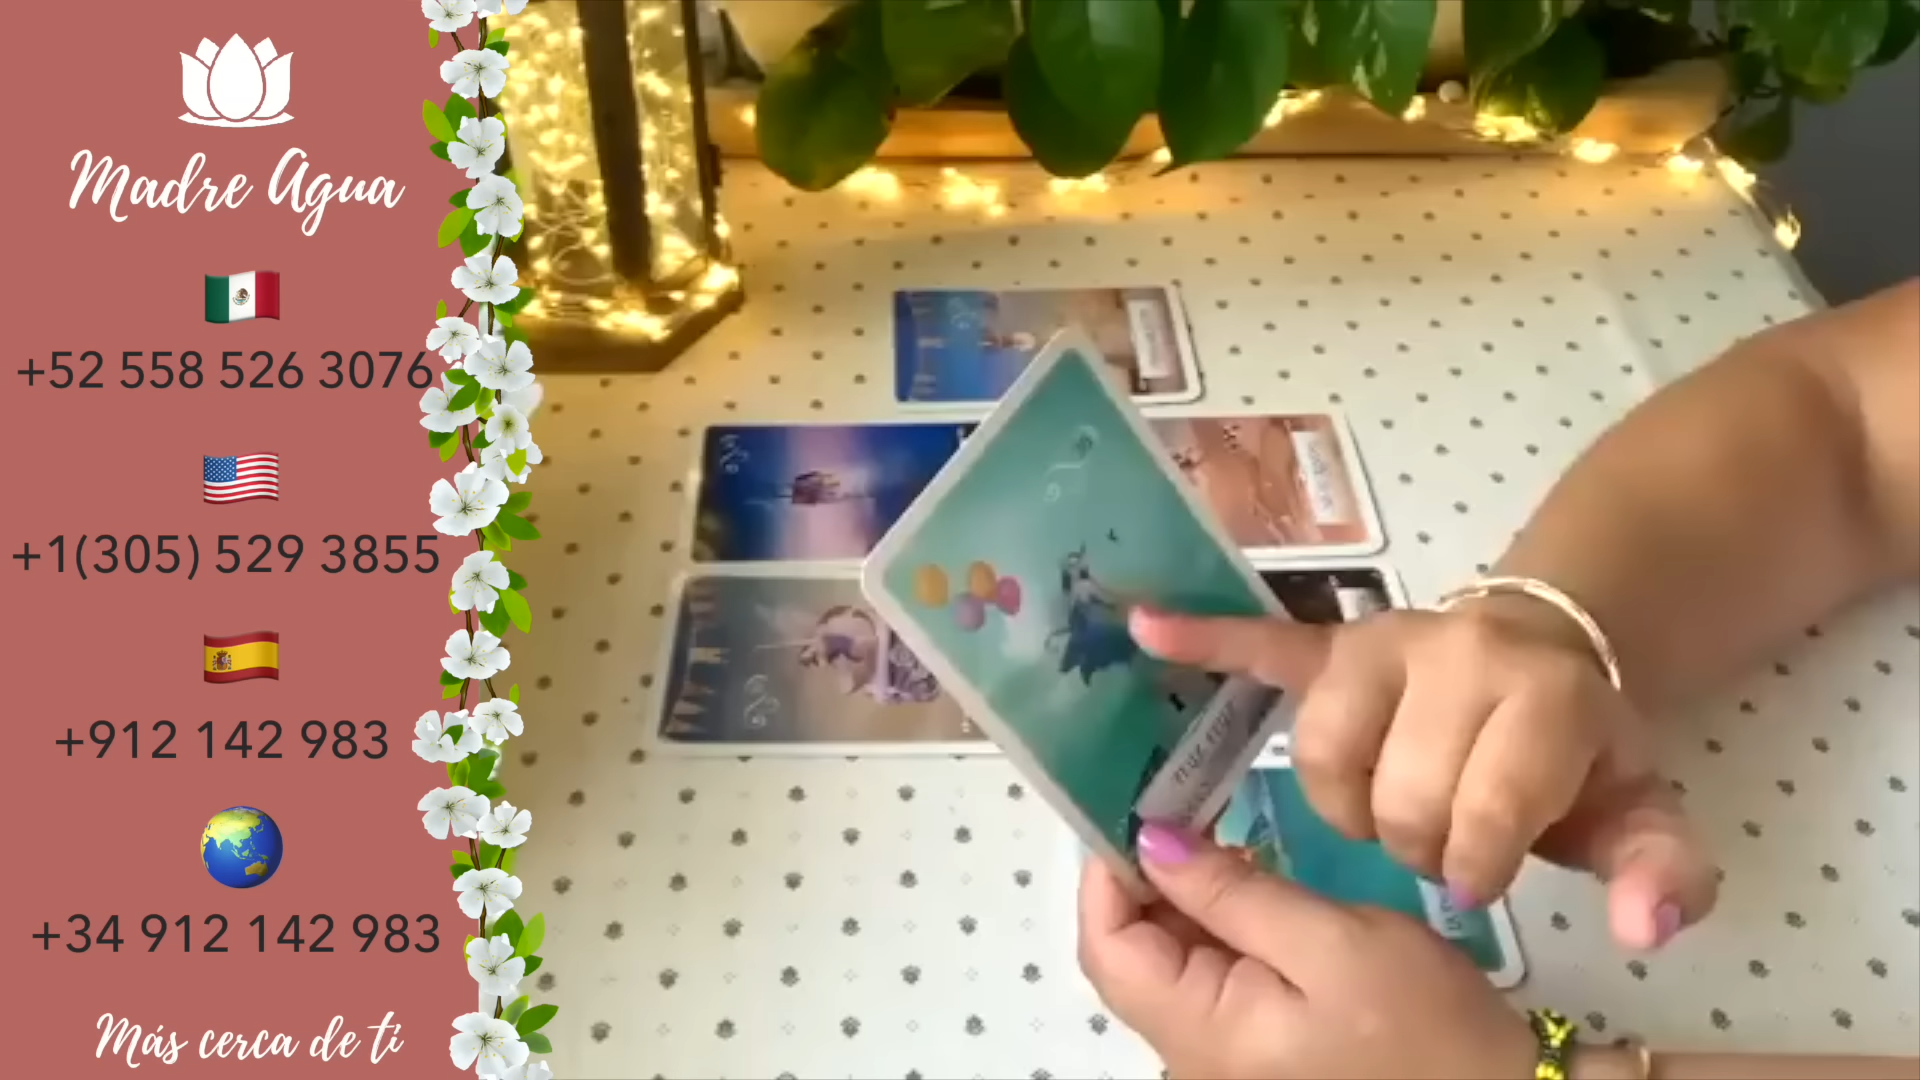 Madre Agua
+52 558 526 3076
+1(305) 529 3855
+912 142 983
+34 912 142 983
Más cerca de ti